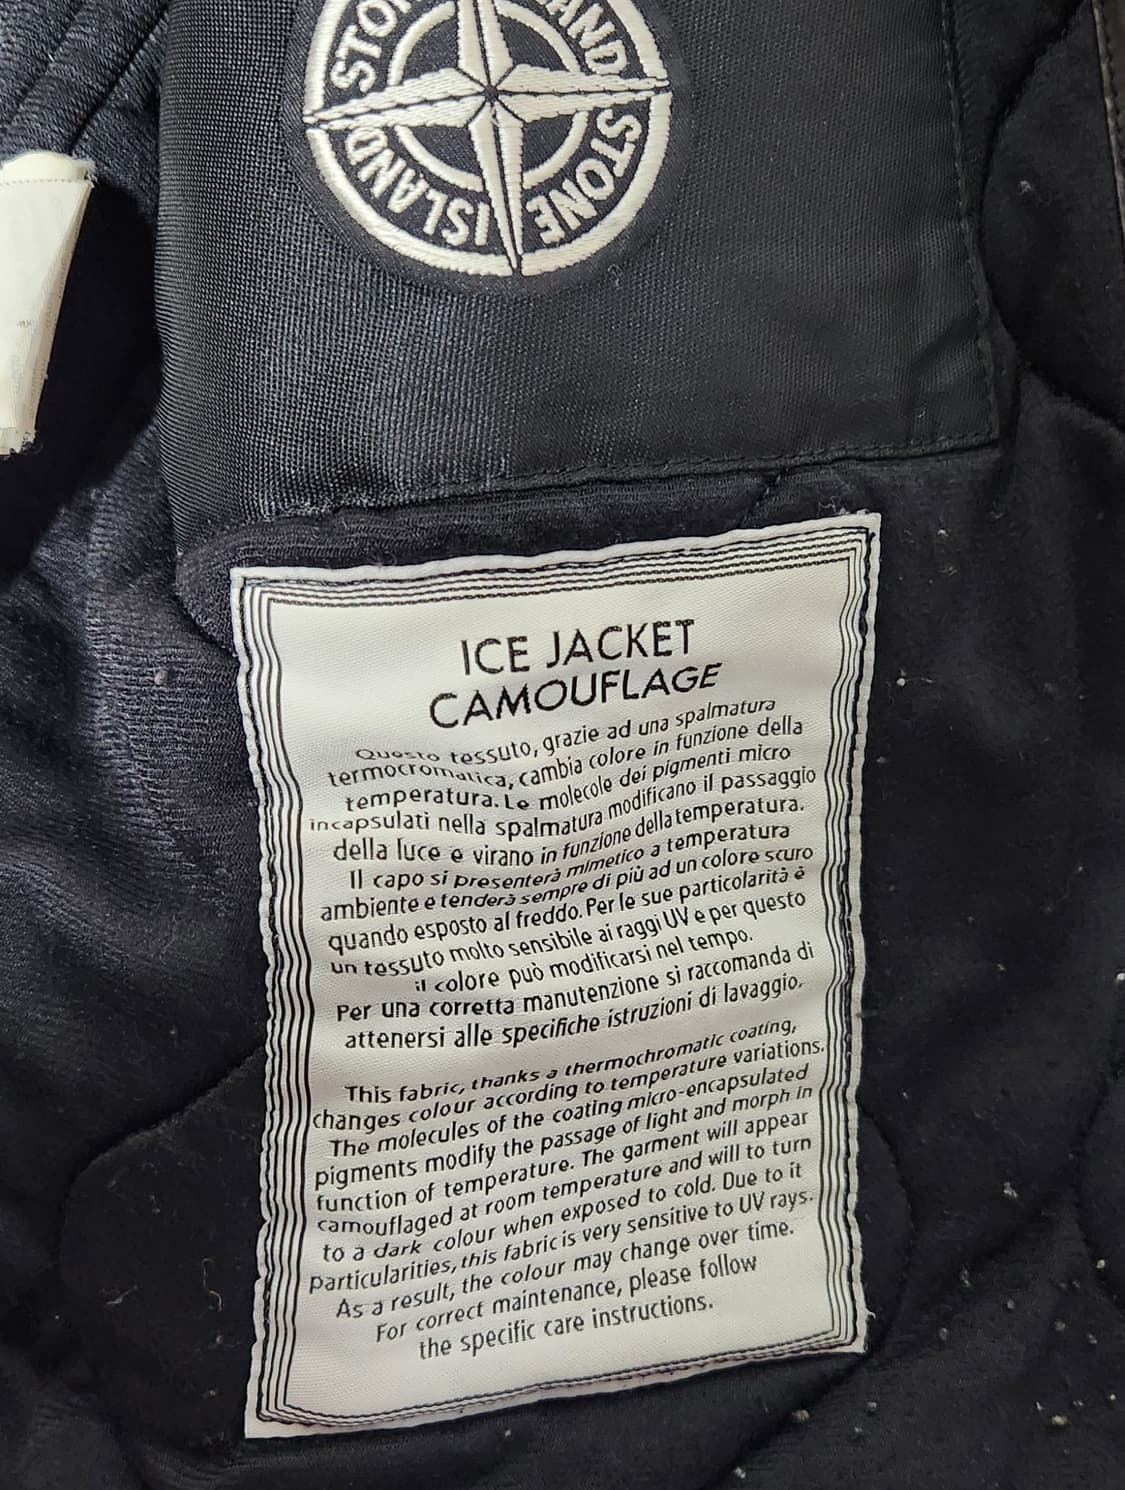 STONE ISLAND
STONE ISLAND
ICE JACKET
CAMOUFLAGE
Questo tessuto, grazie ad una spalmatura
termocromatica, cambia colore in funzione della
temperatura. Le molecole dei pigmenti micro
incapsulati nella spalmatura modificano il passaggio
della luce e virano in funzione della temperatura.
Il capo si presenterà mimetico a temperatura
ambiente e tenderà sempre di più ad un colore scuro
quando esposto al freddo. Per le sue particolarità è
un tessuto molto sensibile ai raggi UV e per questo
il colore può modificarsi nel tempo.
Per una corretta manutenzione si raccomanda di
attenersi alle specifiche istruzioni di lavaggio.
This fabric, thanks a thermochromatic coating,
changes colour according to temperature variations.
The molecules of the coating micro-encapsulated
pigments modify the passage of light and morph in
function of temperature. The garment will appear
camouflaged at room temperature and will to turn
to a dark colour when exposed to cold. Due to it
particularities, this fabric is very sensitive to UV rays.
As a result, the colour may change over time.
For correct maintenance, please follow
the specific care instructions.